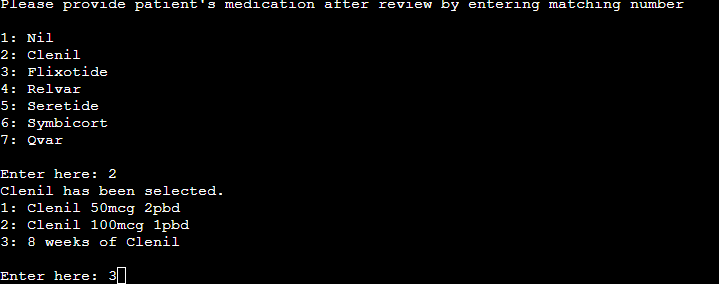 Please provide patient's medication after review by entering matching number
1: Nil
2: Clenil
3: Flixotide
4: Relvar
5: Seretide
6: Symbicort
7: Qvar
Enter here: 2
Clenil has been selected.
1: Clenil 50mcg 2pbd
2: Clenil 100mcg 1pbd
3: 8 weeks of Clenil
Enter here: 3